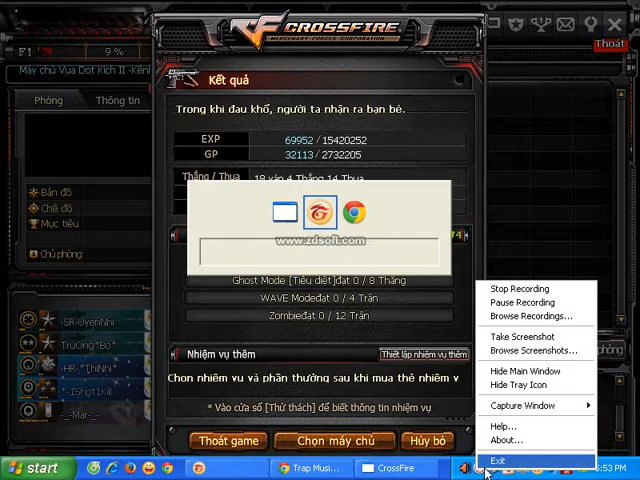 CROSSFIRE
MERCENARY FORCES CORPORATION
F1
9 %
Thoát
Máy chủ Vua Dot Kich II -Kênh
Phòng
Thông tin
Kết quả
Trong khi đau khổ, người ta nhận ra bạn bè.
EXP
69952 / 15420252
GP
32113 / 2732205
Thắng / Thua
18 ván 4 Thắng 14 Thua
Bản đồ
Chế độ
Mục tiêu
Chủ phòng
www.zdsoft.com
Ghost Mode [Tiêu diệt]đạt 0 / 8 Thắng
WAVE Modeđạt 0 / 4 Trận
Zombieđạt 0 / 12 Trận
Nhiệm vụ thêm
Thiết lập nhiệm vụ thêm
Chọn nhiệm vụ và phần thưởng sau khi mua thẻ nhiệm v
* Vào cửa sổ [Thử thách] để biết thông tin nhiệm vụ
Thoát game
Chọn máy chủ
Hủy bỏ
-SR-UyenNhi
TrưOng*Bo*
-HR-*ThiNhi
*-1Shgt1Kill
-_-Mar-_-
Stop Recording
Pause Recording
Browse Recordings...
Take Screenshot
Browse Screenshots...
Hide Main Window
Hide Tray Icon
Capture Window
Help...
About...
Exit
start
Trap Musi...
CrossFire
5:53 PM